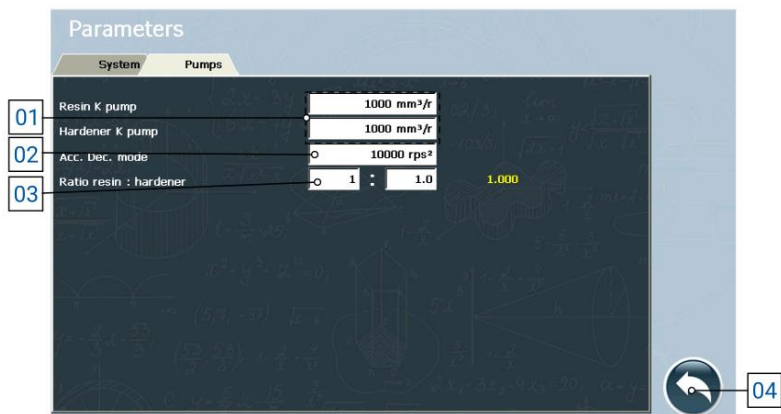 Parameters
System Pumps
01
Resin K pump 1000 mm³/r
Hardener K pump 1000 mm³/r
02
Acc. Dec. mode 10000 rps²
03
Ratio resin : hardener 1 : 1.0 1.000
04